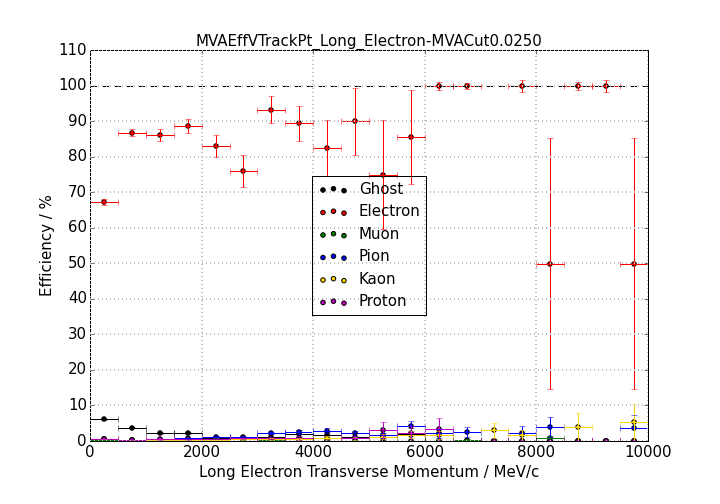 MVAEffVTrackPt_Long_Electron-MVACut0.0250
110
100
90
80
70
60
50
40
30
20
10
0
Efficiency / %
Ghost
Electron
Muon
Pion
Kaon
Proton
0 2000 4000 6000 8000 10000
Long Electron Transverse Momentum / MeV/c